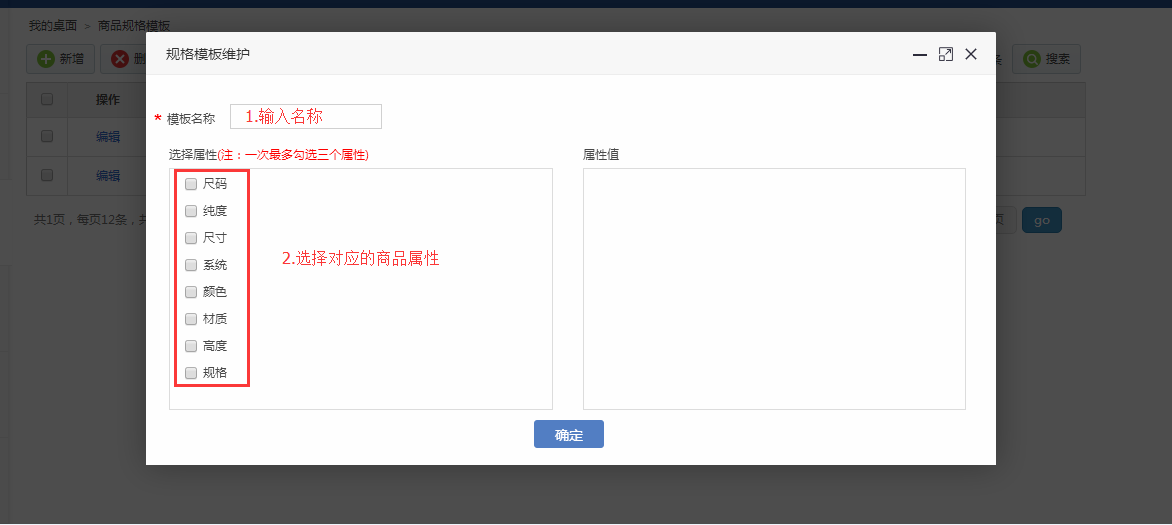 我的桌面 > 商品规格模板
规格模板维护
新增
搜索
操作
* 模板名称
1.输入名称
编辑
选择属性(注：一次最多勾选三个属性)
属性值
编辑
尺码
纯度
共1页，每页12条，共
页
go
尺寸
2.选择对应的商品属性
系统
颜色
材质
高度
规格
确定